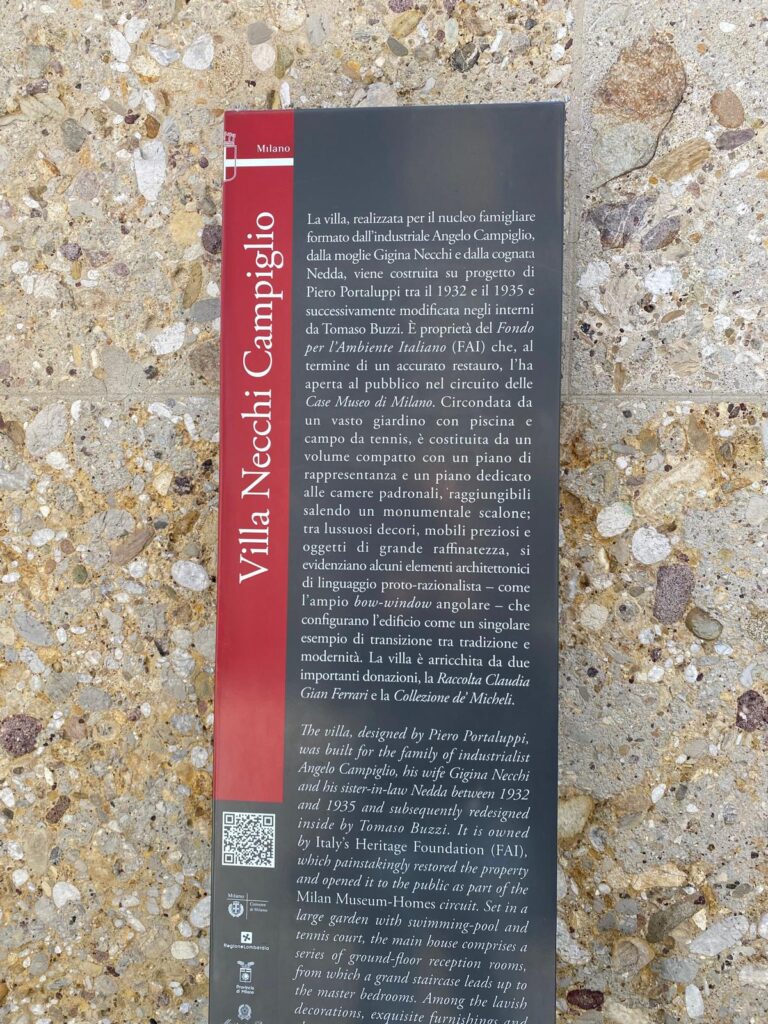 Milano
Villa Necchi Campiglio
La villa, realizzata per il nucleo famigliare
formato dall'industriale Angelo Campiglio,
dalla moglie Gigina Necchi e dalla cognata
Nedda, viene costruita su progetto di
Piero Portaluppi tra il 1932 e il 1935 e
successivamente modificata negli interni
da Tomaso Buzzi. È proprietà del Fondo
per l'Ambiente Italiano (FAI) che, al
termine di un accurato restauro, l'ha
aperta al pubblico nel circuito delle
Case Museo di Milano. Circondata da
un vasto giardino con piscina e
campo da tennis, è costituita da un
volume compatto con un piano di
rappresentanza e un piano dedicato
alle camere padronali, raggiungibili
salendo un monumentale scalone;
tra lussuosi decori, mobili preziosi e
oggetti di grande raffinatezza, si
evidenziano alcuni elementi architettonici
di linguaggio proto-razionalista – come
l'ampio bow-window angolare – che
configurano l'edificio come un singolare
esempio di transizione tra tradizione e
modernità. La villa è arricchita da due
importanti donazioni, la Raccolta Claudia
Gian Ferrari e la Collezione de' Micheli.
The villa, designed by Piero Portaluppi,
was built for the family of industrialist
Angelo Campiglio, his wife Gigina Necchi
and his sister-in-law Nedda between 1932
and 1935 and subsequently redesigned
inside by Tomaso Buzzi. It is owned
by Italy's Heritage Foundation (FAI),
which painstakingly restored the property
and opened it to the public as part of the
Milan Museum-Homes circuit. Set in a
large garden with swimming-pool and
tennis court, the main house comprises a
series of ground-floor reception rooms,
from which a grand staircase leads up to
the master bedrooms. Among the lavish
decorations, exquisite furnishings and
Milano
Comune
di Milano
RegioneLombardia
Provincia
di Milano